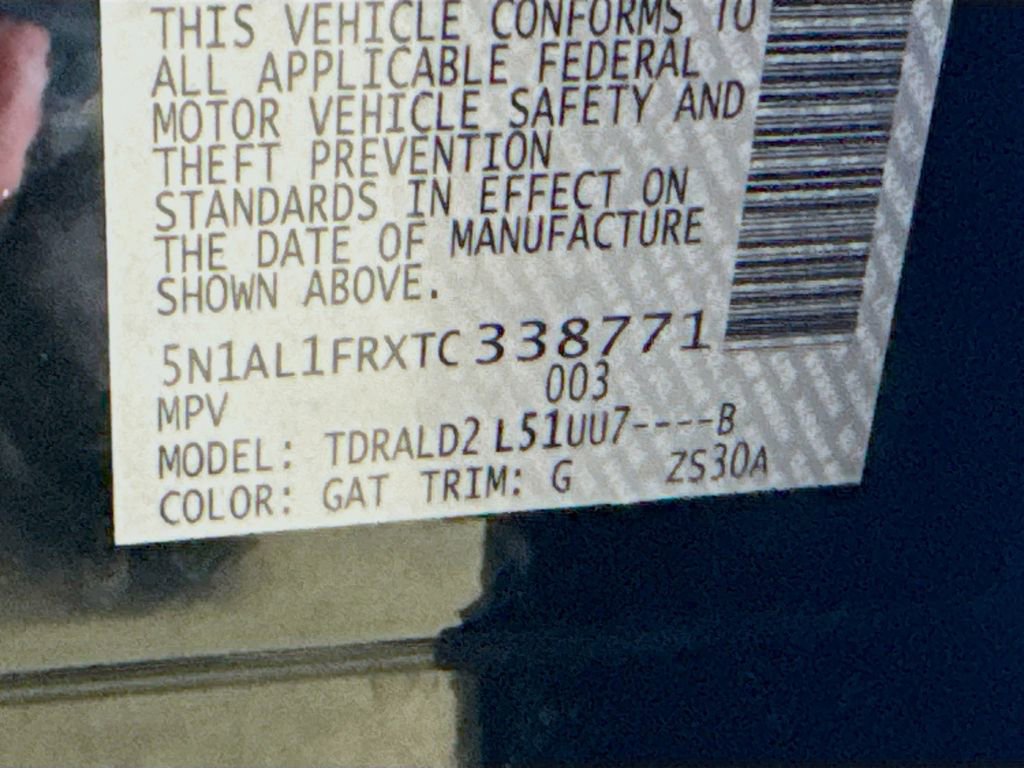 THIS VEHICLE CONFORMS TO
ALL APPLICABLE FEDERAL
MOTOR VEHICLE SAFETY AND
THEFT PREVENTION
STANDARDS IN EFFECT ON
THE DATE OF MANUFACTURE
SHOWN ABOVE.
5N1AL1FRXTC338771
MPV 003
MODEL: TDRALD2 L51UU7----B
COLOR: GAT TRIM: G ZS30A